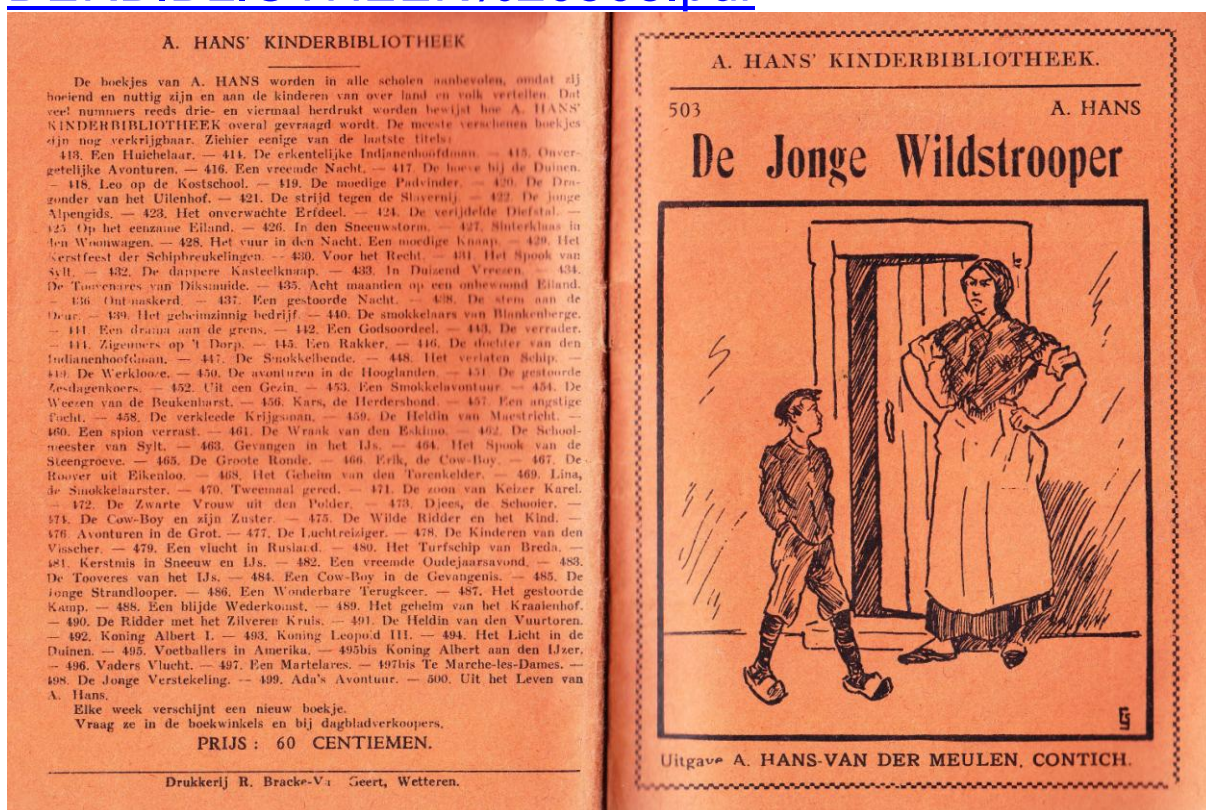 A. HANS' KINDERBIBLIOTHEEK
De boekjes van A. HANS worden in alle scholen aanbevolen, omdat zij
boeiend en nuttig zijn en aan de kinderen van over land en volk vertellen. Dat
veel nummers reeds drie- en viermaal herdrukt worden bewijst hoe A. HANS'
KINDERBIBLIOTHEEK overal gevraagd wordt. De meeste verschenen boekjes
zijn nog verkrijgbaar. Ziehier eenige van de laatste titels:
413. Een Huichelaar. — 414. De erkentelijke Indianenhoofdman. — 415. Onver-
getelijke Avonturen. — 416. Een vreemde Nacht. — 417. De hoeve bij de Duinen.
— 418. Leo op de Kostschool. — 419. De moedige Padvinder. — 420. De Dra-
gonder van het Uilenhof. — 421. De strijd tegen de Slavernij. — 422. De jonge
Alpengids. — 423. Het onverwachte Erfdeel. — 424. De verijdelde Diefstal. —
425 Op het eenzame Eiland. — 426. In den Sneeuwstorm. — 427. Sinterklaas in
den Woonwagen. — 428. Het vuur in den Nacht. Een moedige Knaap. — 429. Het
Kerstfeest der Schipbreukelingen. -- 430. Voor het Recht. — 431. Het Spook van
Sylt. — 432. De dappere Kasteelknaap. — 433. In Duizend Vreezen. — 434.
De Toovenares van Diksmuide. — 435. Acht maanden op een onbewoond Eiland.
— 436 Ontmaskerd. — 437. Een gestoorde Nacht. — 438. De stem aan de
Deur. — 439. Het geheimzinnig bedrijf. — 440. De smokkelaars van Blankenberge.
— 441. Een drama aan de grens. — 442. Een Godsoordeel. — 443. De verrader.
— 444. Zigeuners op 't Dorp. — 445. Een Rakker. — 446. De dochter van den
Indianenhoofdman. — 447. De Smokkelbende. — 448. Het verlaten Schip. —
449. De Werklooze. — 450. De avonturen in de Hooglanden. — 451 De gestoorde
Zesdagenkoers. — 452. Uit een Gezin. — 453. Een Smokkelavontuur. — 454. De
Weezen van de Beukenhorst. — 456. Kars, de Herdershond. — 457. Een angstige
Tocht. — 458. De verkleede Krijgsman. — 459. De Heldin van Maestricht. —
460. Een spion verrast. — 461. De Wraak van den Eskimo. — 462. De School-
meester van Sylt. — 463. Gevangen in het IJs. — 464. Het Spook van de
Steengroeve. — 465. De Groote Ronde. — 466. Erik, de Cow-Boy. — 467. De
Roover uit Eikenloo. — 468. Het Geheim van den Torenkelder. — 469. Lina,
de Smokkelaarster. — 470. Tweemaal gered. — 471. De zoon van Keizer Karel.
— 472. De Zwarte Vrouw uit den Polder. — 473. Djees, de Schooier. —
474. De Cow-Boy en zijn Zuster. — 475. De Wilde Ridder en het Kind. —
476 Avonturen in de Grot. — 477. De Luchtreiziger. — 478. De Kinderen van den
Visscher. — 479. Een vlucht in Rusland. — 480. Het Turfschip van Breda. —
481. Kerstmis in Sneeuw en IJs. — 482. Een vreemde Oudejaarsavond. — 483.
De Tooveres van het IJs. — 484. Een Cow-Boy in de Gevangenis. — 485. De
Jonge Strandlooper. — 486. Een Wonderbare Terugkeer. — 487. Het gestoorde
Kamp. — 488. Een blijde Wederkomst. — 489. Het geheim van het Kraaienhof.
— 490. De Ridder met het Zilveren Kruis. — 491. De Heldin van den Vuurtoren.
— 492. Koning Albert I. — 493. Koning Leopold III. — 494. Het Licht in de
Duinen. — 495. Voetballers in Amerika. — 495bis Koning Albert aan den IJzer.
— 496. Vaders Vlucht. — 497. Een Martelares. — 497bis Te Marche-les-Dames. —
498. De Jonge Verstekeling. -- 499. Ada's Avontuur. — 500. Uit het Leven van
A. Hans.
Elke week verschijnt een nieuw boekje.
Vraag ze in de boekwinkels en bij dagbladverkoopers.
PRIJS : 60 CENTIEMEN.
Drukkerij R. Bracke-Va Geert, Wetteren.
A. HANS' KINDERBIBLIOTHEEK.
503 A. HANS
De Jonge Wildstrooper
Uitgave A. HANS-VAN DER MEULEN, CONTICH.